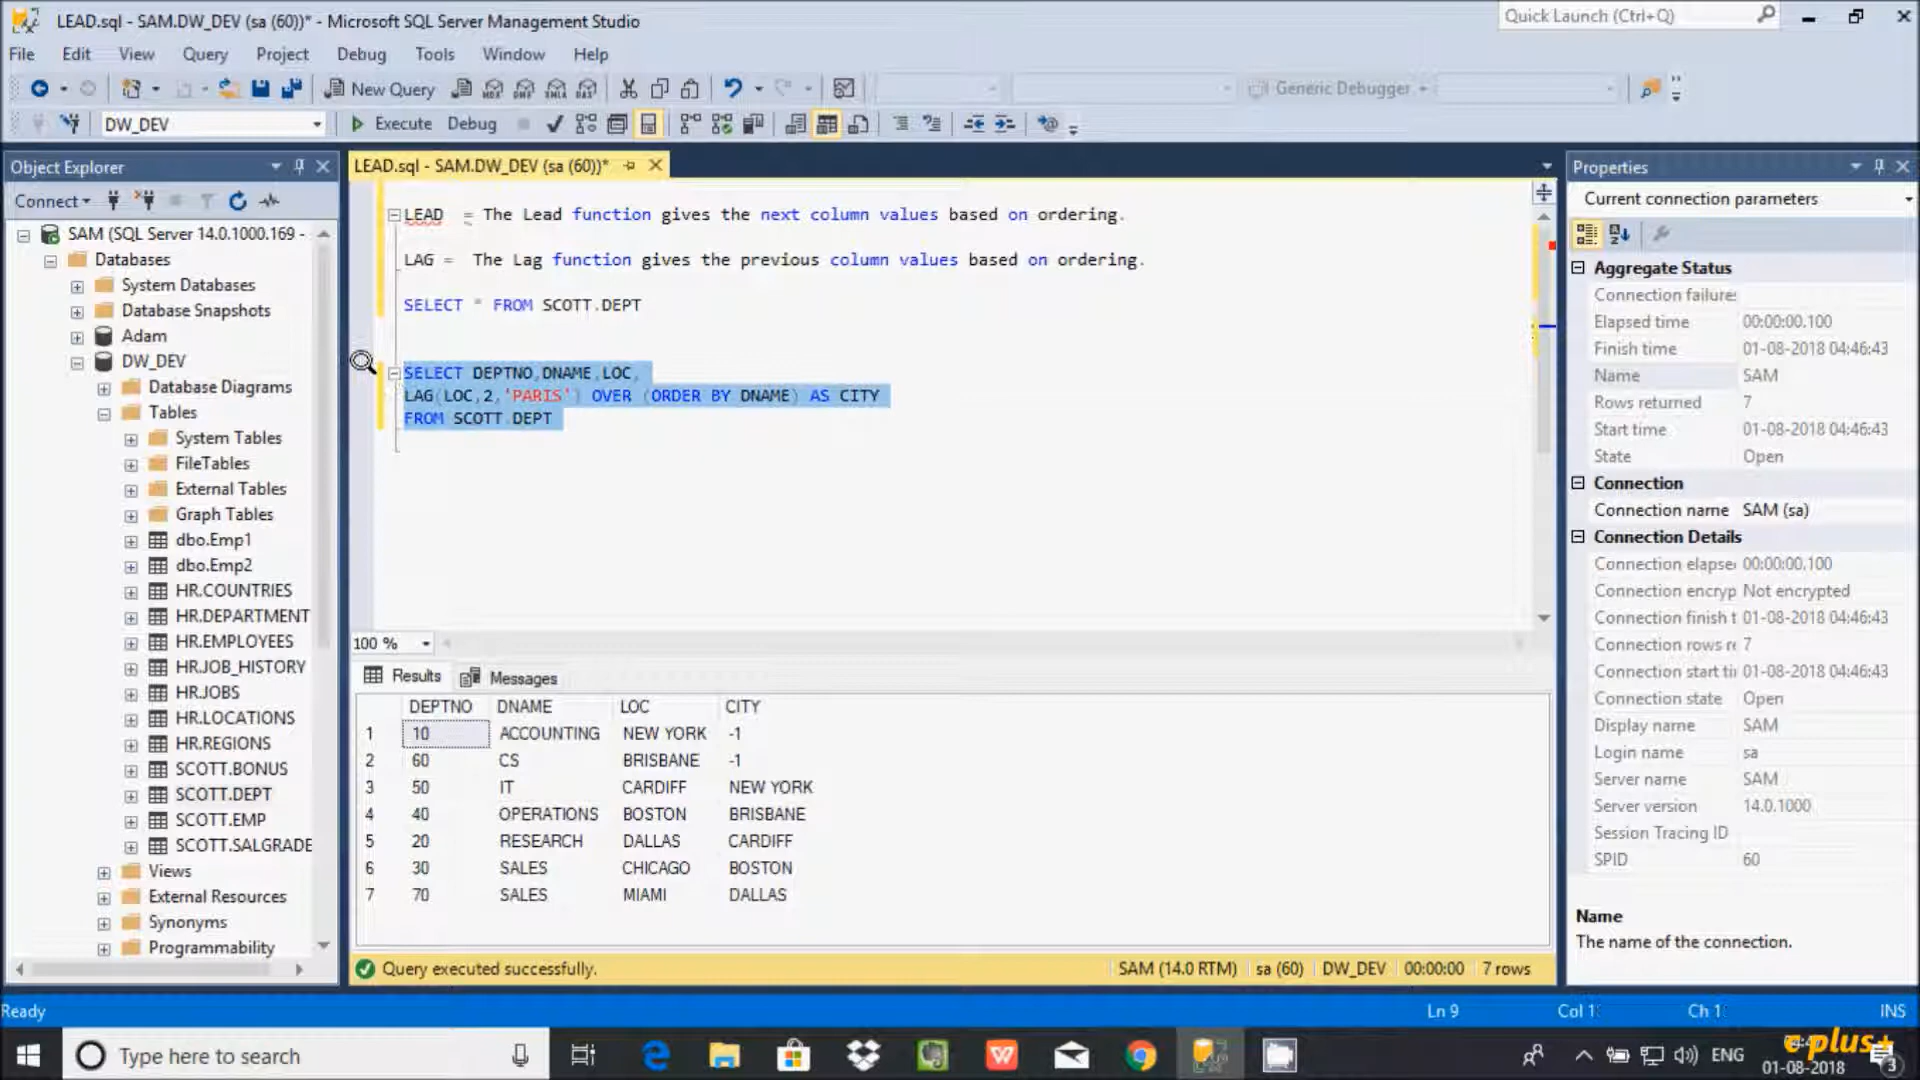 LEAD.sql - SAM.DW_DEV (sa (60))* - Microsoft SQL Server Management Studio
Quick Launch (Ctrl+Q)
File Edit View Query Project Debug Tools Window Help
New Query
Generic Debugger
DW_DEV
Execute Debug
Object Explorer
Connect
SAM (SQL Server 14.0.1000.169 -
Databases
System Databases
Database Snapshots
Adam
DW_DEV
Database Diagrams
Tables
System Tables
FileTables
External Tables
Graph Tables
dbo.Emp1
dbo.Emp2
HR.COUNTRIES
HR.DEPARTMENT
HR.EMPLOYEES
HR.JOB_HISTORY
HR.JOBS
HR.LOCATIONS
HR.REGIONS
SCOTT.BONUS
SCOTT.DEPT
SCOTT.EMP
SCOTT.SALGRADE
Views
External Resources
Synonyms
Programmability
LEAD.sql - SAM.DW_DEV (sa (60))*
LEAD = The Lead function gives the next column values based on ordering.
LAG = The Lag function gives the previous column values based on ordering.
SELECT * FROM SCOTT.DEPT
SELECT DEPTNO,DNAME,LOC,
LAG(LOC,2,'PARIS') OVER (ORDER BY DNAME) AS CITY
FROM SCOTT.DEPT
100 %
Results Messages
DEPTNO DNAME LOC CITY
1 10 ACCOUNTING NEW YORK -1
2 60 CS BRISBANE -1
3 50 IT CARDIFF NEW YORK
4 40 OPERATIONS BOSTON BRISBANE
5 20 RESEARCH DALLAS CARDIFF
6 30 SALES CHICAGO BOSTON
7 70 SALES MIAMI DALLAS
Query executed successfully. SAM (14.0 RTM) sa (60) DW_DEV 00:00:00 7 rows
Properties
Current connection parameters
Aggregate Status
Connection failures
Elapsed time 00:00:00.100
Finish time 01-08-2018 04:46:43
Name SAM
Rows returned 7
Start time 01-08-2018 04:46:43
State Open
Connection
Connection name SAM (sa)
Connection Details
Connection elapse 00:00:00.100
Connection encryp Not encrypted
Connection finish t 01-08-2018 04:46:43
Connection rows re 7
Connection start ti 01-08-2018 04:46:43
Connection state Open
Display name SAM
Login name sa
Server name SAM
Server version 14.0.1000
Session Tracing ID
SPID 60
Name
The name of the connection.
Ready Ln 9 Col 1 Ch 1 INS
Type here to search
ENG
eplus+
01-08-2018
3